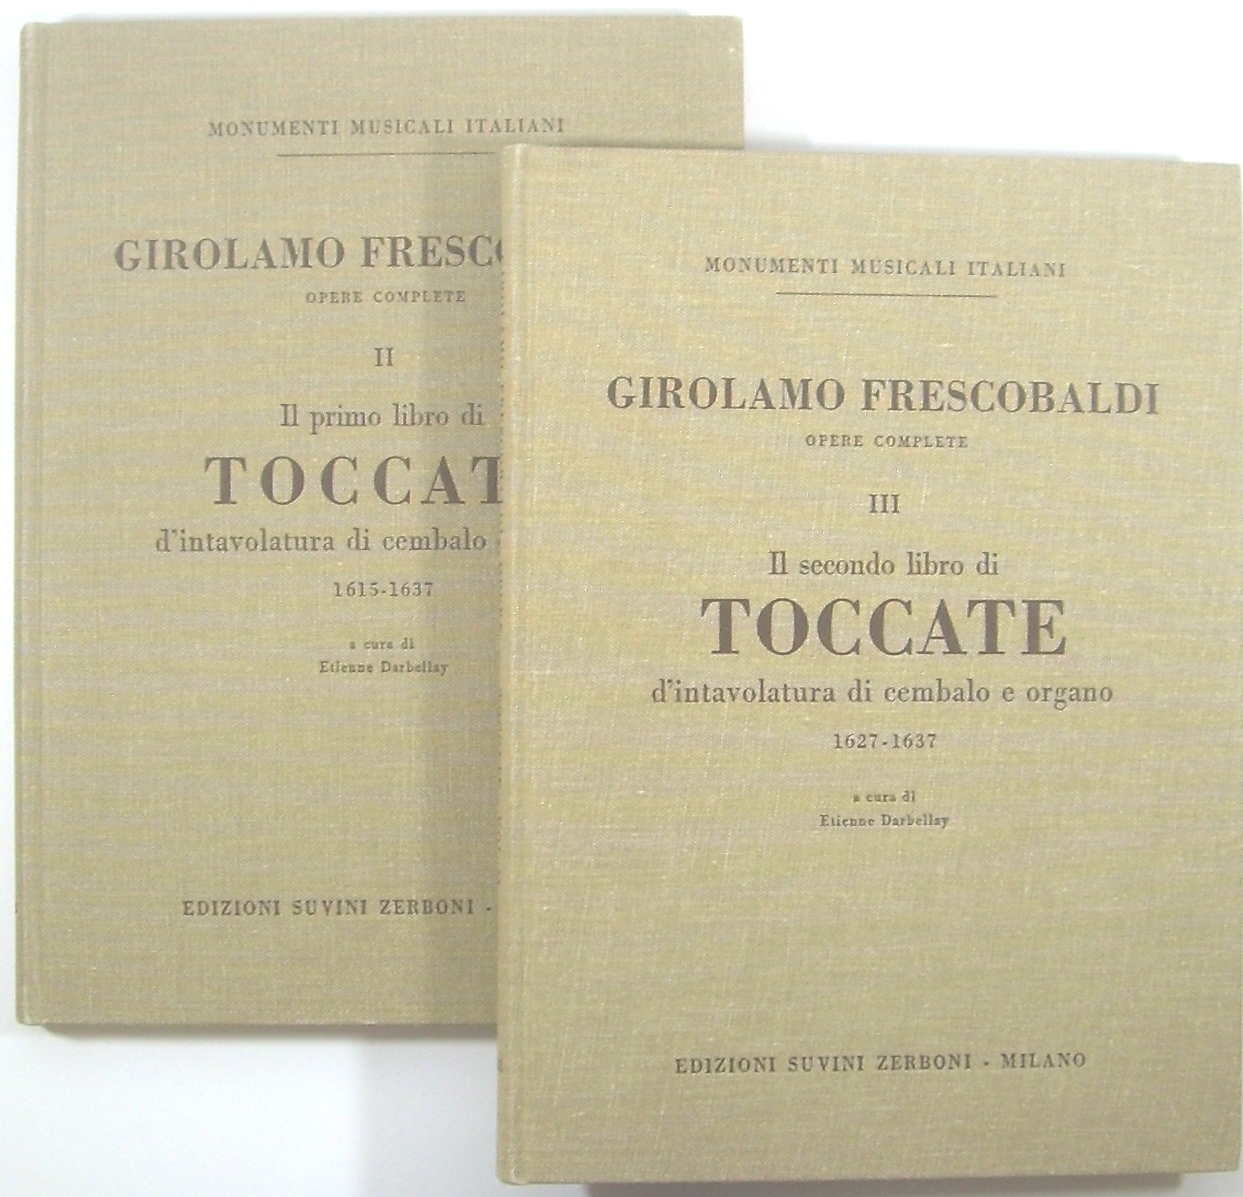 MONUMENTI MUSICALI ITALIANI
GIROLAMO
OPERE COMPLETE
II
Il primo libro di
d'intavolatura di cembalo
1615-1637
a cura di
Etienne Darbellay
EDIZIONI SUVINI ZERBONI -
MONUMENTI MUSICALI ITALIANI
GIROLAMO FRESCOBALDI
OPERE COMPLETE
III
Il secondo libro di
TOCCATE
d'intavolatura di cembalo e organo
1627-1637
a cura di
Etienne Darbellay
EDIZIONI SUVINI ZERBONI - MILANO